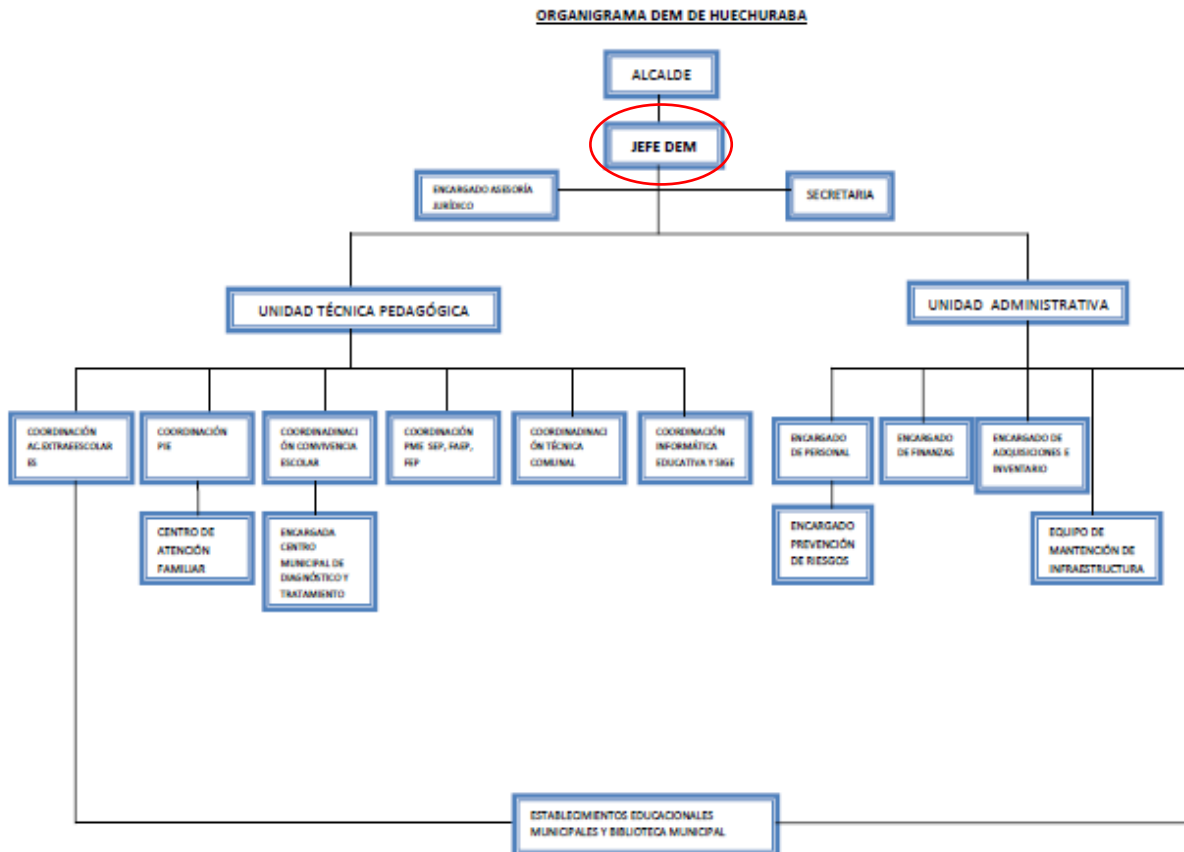 ORGANIGRAMA DEM DE HUECHURABA
ALCALDE
JEFE DEM
ENCARGADO ASESORÍA
JURÍDICO
SECRETARIA
UNIDAD TÉCNICA PEDAGÓGICA
UNIDAD ADMINISTRATIVA
COORDINACIÓN
AC.EXTRAEESCOLAR
ES
COORDINACIÓN
PIE
COORDINADINACI
ÓN CONVIVENCIA
ESCOLAR
COORDINACIÓN
PME SEP, FAEP,
FEP
COORDINADINACI
ÓN TÉCNICA
COMUNAL
COORDINACIÓN
INFORMÁTICA
EDUCATIVA Y SIGE
ENCARGADO
DE PERSONAL
ENCARGADO
DE FINANZAS
ENCARGADO DE
ADQUISICIONES E
INVENTARIO
CENTRO DE
ATENCIÓN
FAMILIAR
ENCARGADA
CENTRO
MUNICIPAL DE
DIAGNÓSTICO Y
TRATAMIENTO
ENCARGADO
PREVENCIÓN
DE RIESGOS
EQUIPO DE
MANTENCIÓN DE
INFRAESTRUCTURA
ESTABLECIMIENTOS EDUCACIONALES
MUNICIPALES Y BIBLIOTECA MUNICIPAL